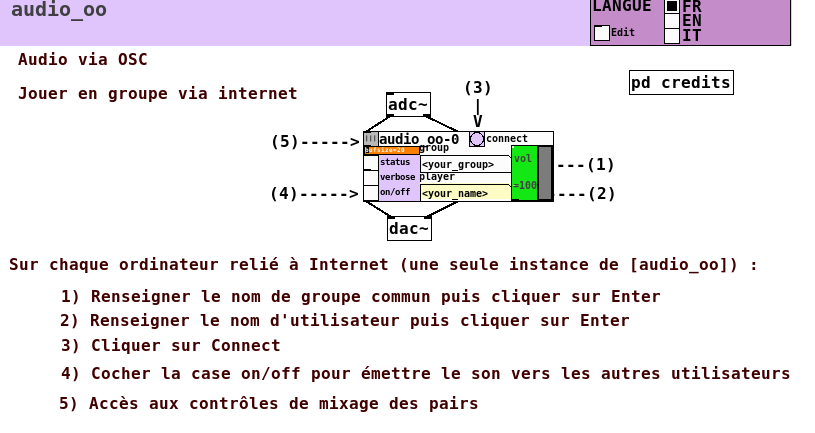 audio_oo
LANGUE
FR
EN
IT
Edit
Audio via OSC
pd credits
Jouer en groupe via internet
(3)
|
V
adc~
(5)----->
audio_oo-0
connect
group
status
<your_group>
vol
---(1)
verbose
player
(4)----->
on/off
<your_name>
=100
---(2)
dac~
Sur chaque ordinateur relié à Internet (une seule instance de [audio_oo]) :
1) Renseigner le nom de groupe commun puis cliquer sur Enter
2) Renseigner le nom d'utilisateur puis cliquer sur Enter
3) Cliquer sur Connect
4) Cocher la case on/off pour émettre le son vers les autres utilisateurs
5) Accès aux contrôles de mixage des pairs